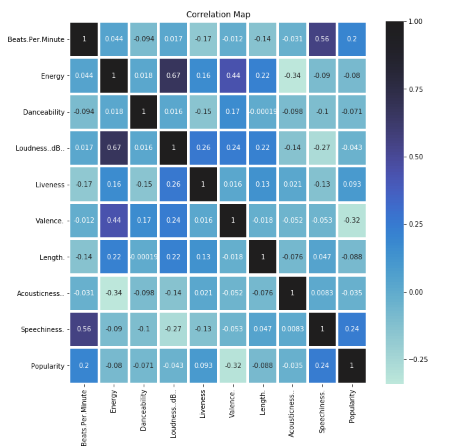 Correlation Map
Beats.Per.Minute 1 0.044 -0.094 0.017 -0.17 -0.012 -0.14 -0.031 0.56 0.2
Energy 0.044 1 0.018 0.67 0.16 0.44 0.22 -0.34 -0.09 -0.08
Danceability -0.094 0.018 1 0.016 -0.15 0.17 -0.00019 -0.098 -0.1 -0.071
Loudness..dB.. 0.017 0.67 0.016 1 0.26 0.24 0.22 -0.14 -0.27 -0.043
Liveness -0.17 0.16 -0.15 0.26 1 0.016 0.13 0.021 -0.13 0.093
Valence. -0.012 0.44 0.17 0.24 0.016 1 -0.018 -0.052 -0.053 -0.32
Length. -0.14 0.22 -0.00019 0.22 0.13 -0.018 1 -0.076 0.047 -0.088
Acousticness.. -0.031 -0.34 -0.098 -0.14 0.021 -0.052 -0.076 1 0.0083 -0.035
Speechiness. 0.56 -0.09 -0.1 -0.27 -0.13 -0.053 0.047 0.0083 1 0.24
Popularity 0.2 -0.08 -0.071 -0.043 0.093 -0.32 -0.088 -0.035 0.24 1
Beats.Per.Minute
Energy
Danceability
Loudness..dB..
Liveness
Valence.
Length.
Acousticness..
Speechiness.
Popularity
1.00
0.75
0.50
0.25
0.00
−0.25